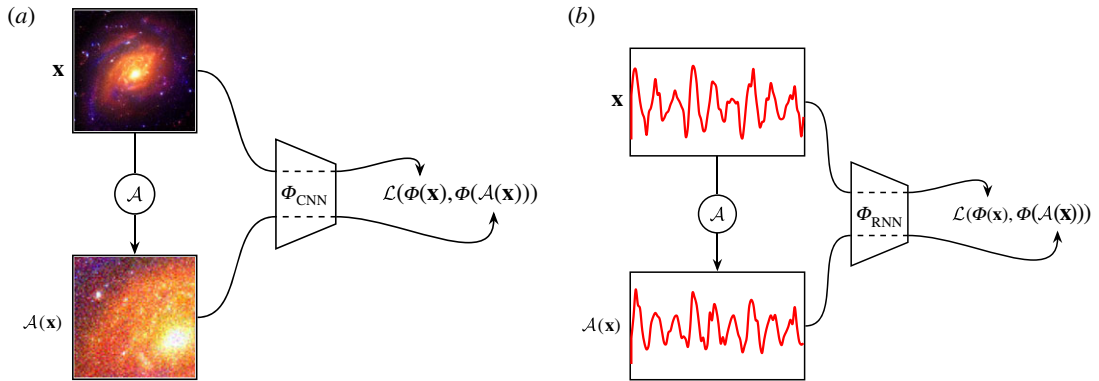 (a)
x
𝒜
Φ_CNN
ℒ(Φ(x), Φ(𝒜(x)))
𝒜(x)
(b)
x
𝒜
Φ_RNN
ℒ(Φ(x), Φ(𝒜(x)))
𝒜(x)